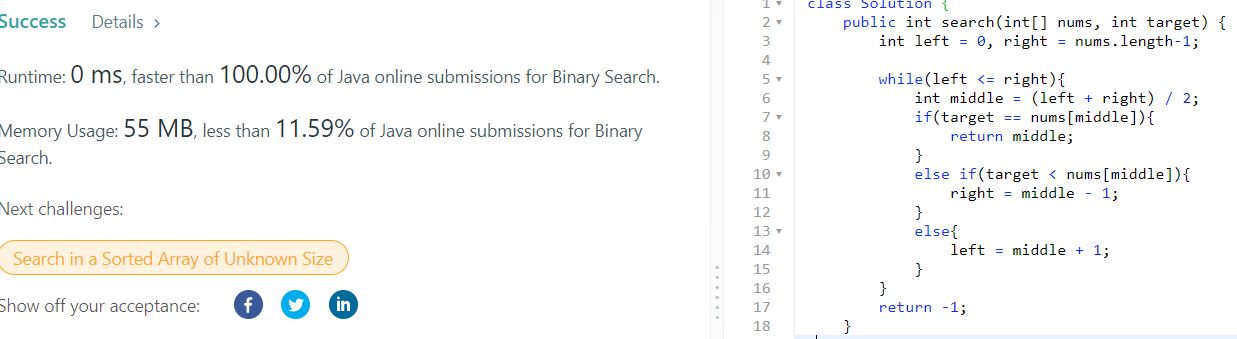 Success Details >
Runtime: 0 ms, faster than 100.00% of Java online submissions for Binary Search.
Memory Usage: 55 MB, less than 11.59% of Java online submissions for Binary
Search.
Next challenges:
Search in a Sorted Array of Unknown Size
Show off your acceptance:
f in
1 class Solution {
2     public int search(int[] nums, int target) {
3         int left = 0, right = nums.length-1;
4
5         while(left <= right){
6             int middle = (left + right) / 2;
7             if(target == nums[middle]){
8                 return middle;
9             }
10             else if(target < nums[middle]){
11                 right = middle - 1;
12             }
13             else{
14                 left = middle + 1;
15             }
16         }
17         return -1;
18     }